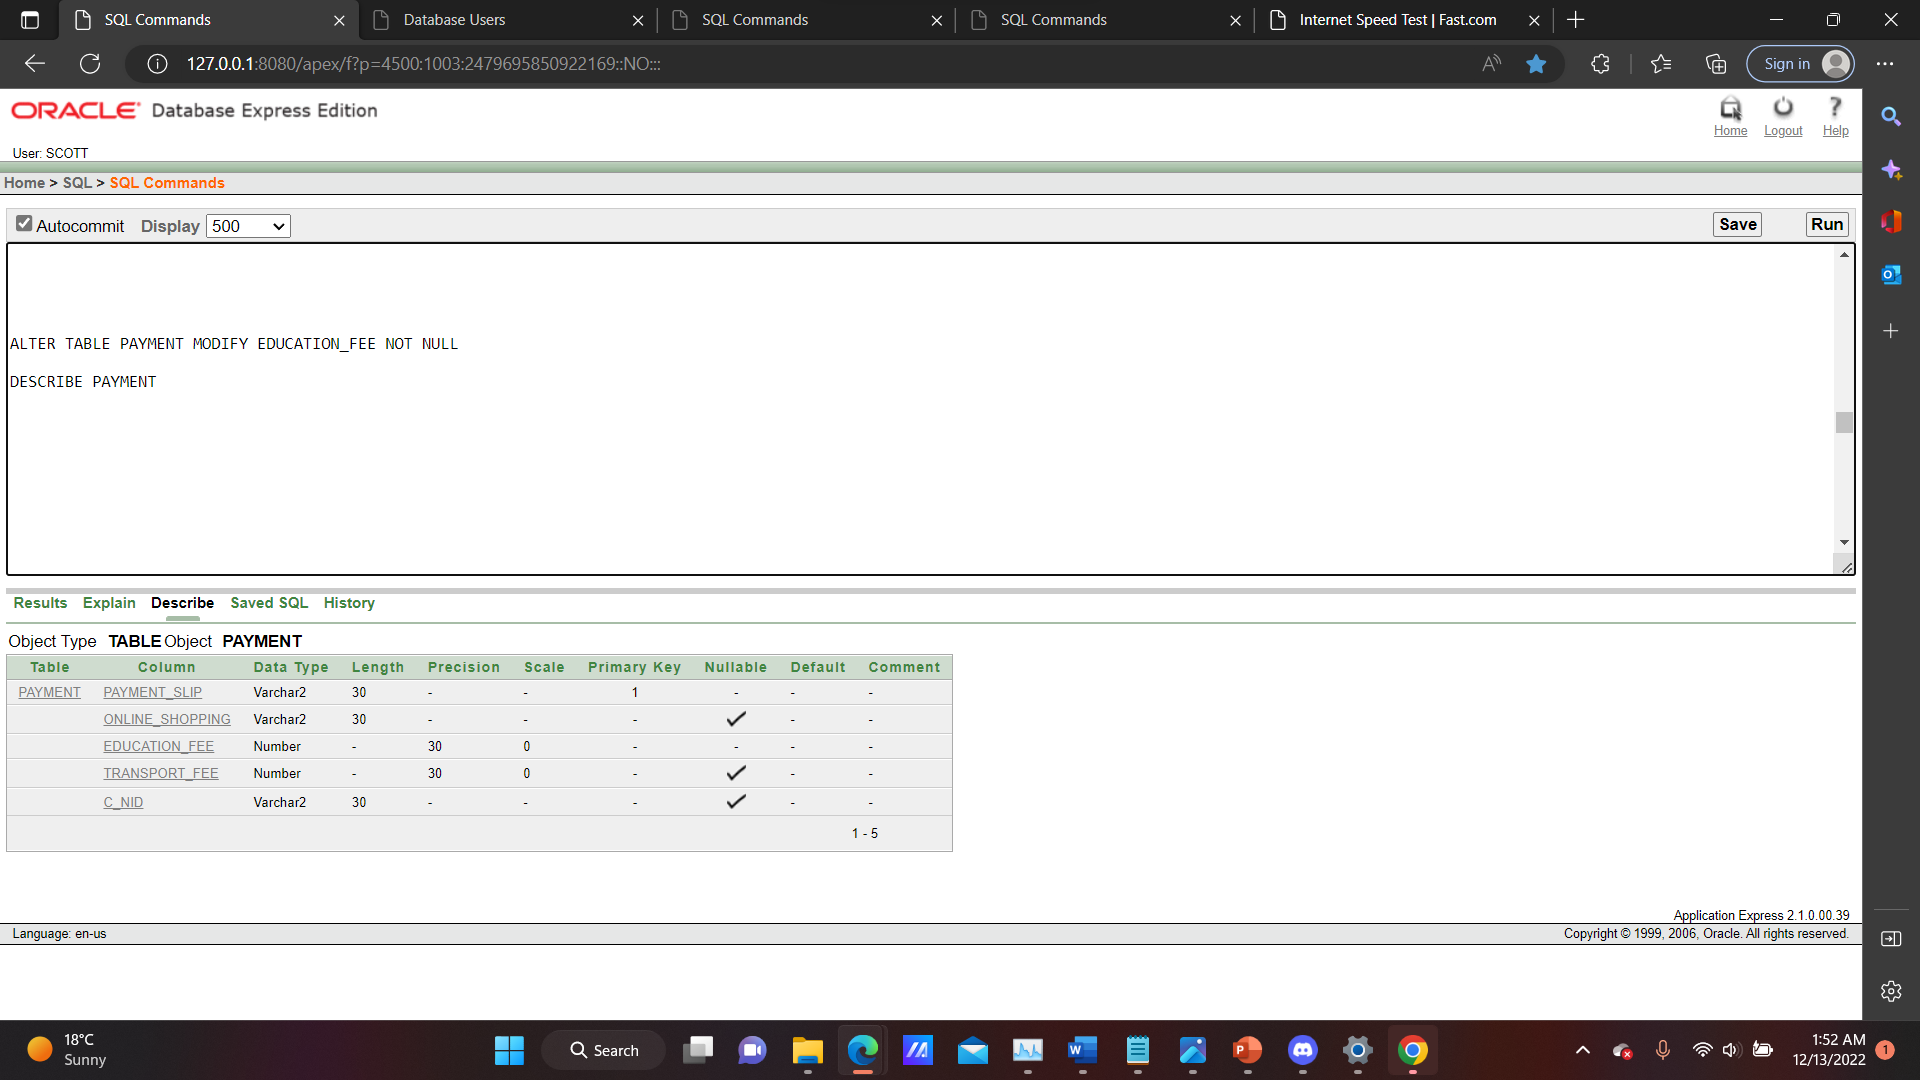 SQL Commands
Database Users
SQL Commands
SQL Commands
Internet Speed Test | Fast.com
127.0.0.1:8080/apex/f?p=4500:1003:2479695850922169::NO:::
Sign in
ORACLE Database Express Edition
Home Logout Help
User: SCOTT
Home > SQL > SQL Commands
Autocommit Display 500 Save Run
ALTER TABLE PAYMENT MODIFY EDUCATION_FEE NOT NULL
DESCRIBE PAYMENT
Results Explain Describe Saved SQL History
Object Type TABLE Object PAYMENT
Table Column Data Type Length Precision Scale Primary Key Nullable Default Comment
PAYMENT PAYMENT_SLIP Varchar2 30 - - 1 - - -
ONLINE_SHOPPING Varchar2 30 - - - ✓ - -
EDUCATION_FEE Number - 30 0 - - - -
TRANSPORT_FEE Number - 30 0 - ✓ - -
C_NID Varchar2 30 - - - ✓ - -
1 - 5
Application Express 2.1.0.00.39
Language: en-us Copyright © 1999, 2006, Oracle. All rights reserved.
18°C
Sunny
Search
1:52 AM
12/13/2022
1